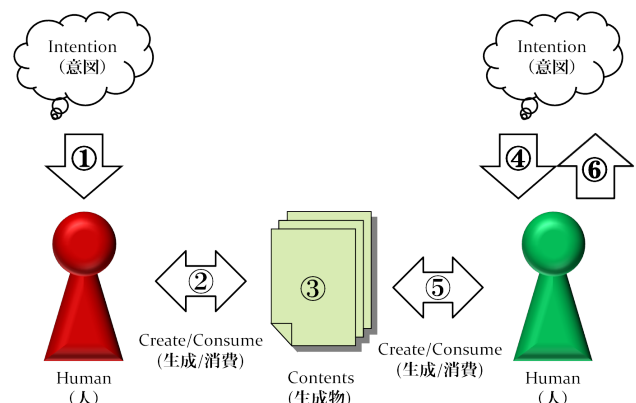 Intention
（意図）
Intention
（意図）
①
④
⑥
②
③
⑤
Create/Consume
(生成/消費)
Create/Consume
(生成/消費)
Human
（人）
Contents
(生成物)
Human
（人）